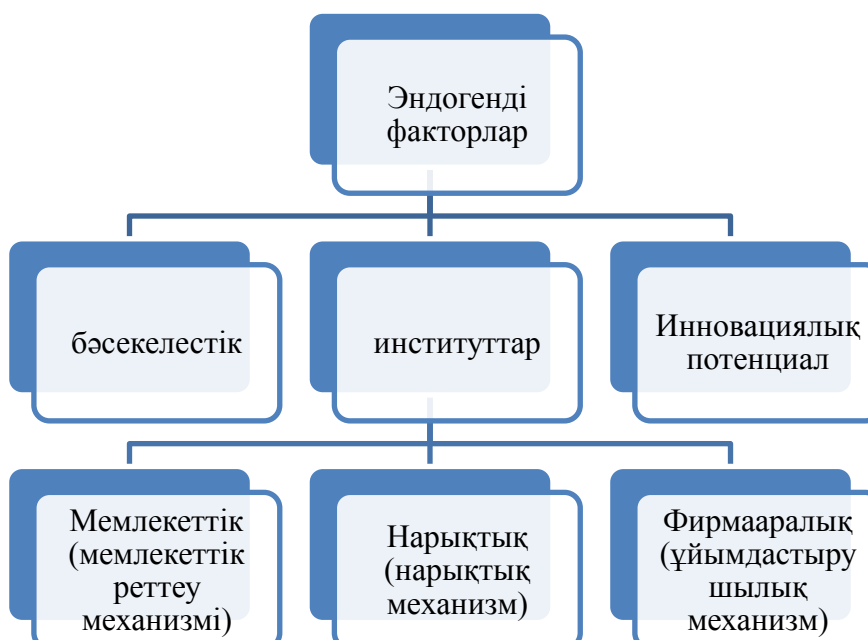 Эндогенді
факторлар
бәсекелестік
институттар
Инновациялық
потенциал
Мемлекеттік
(мемлекеттік
реттеу
механизмі)
Нарықтық
(нарықтық
механизм)
Фирмааралық
(ұйымдастыру
шылық
механизм)